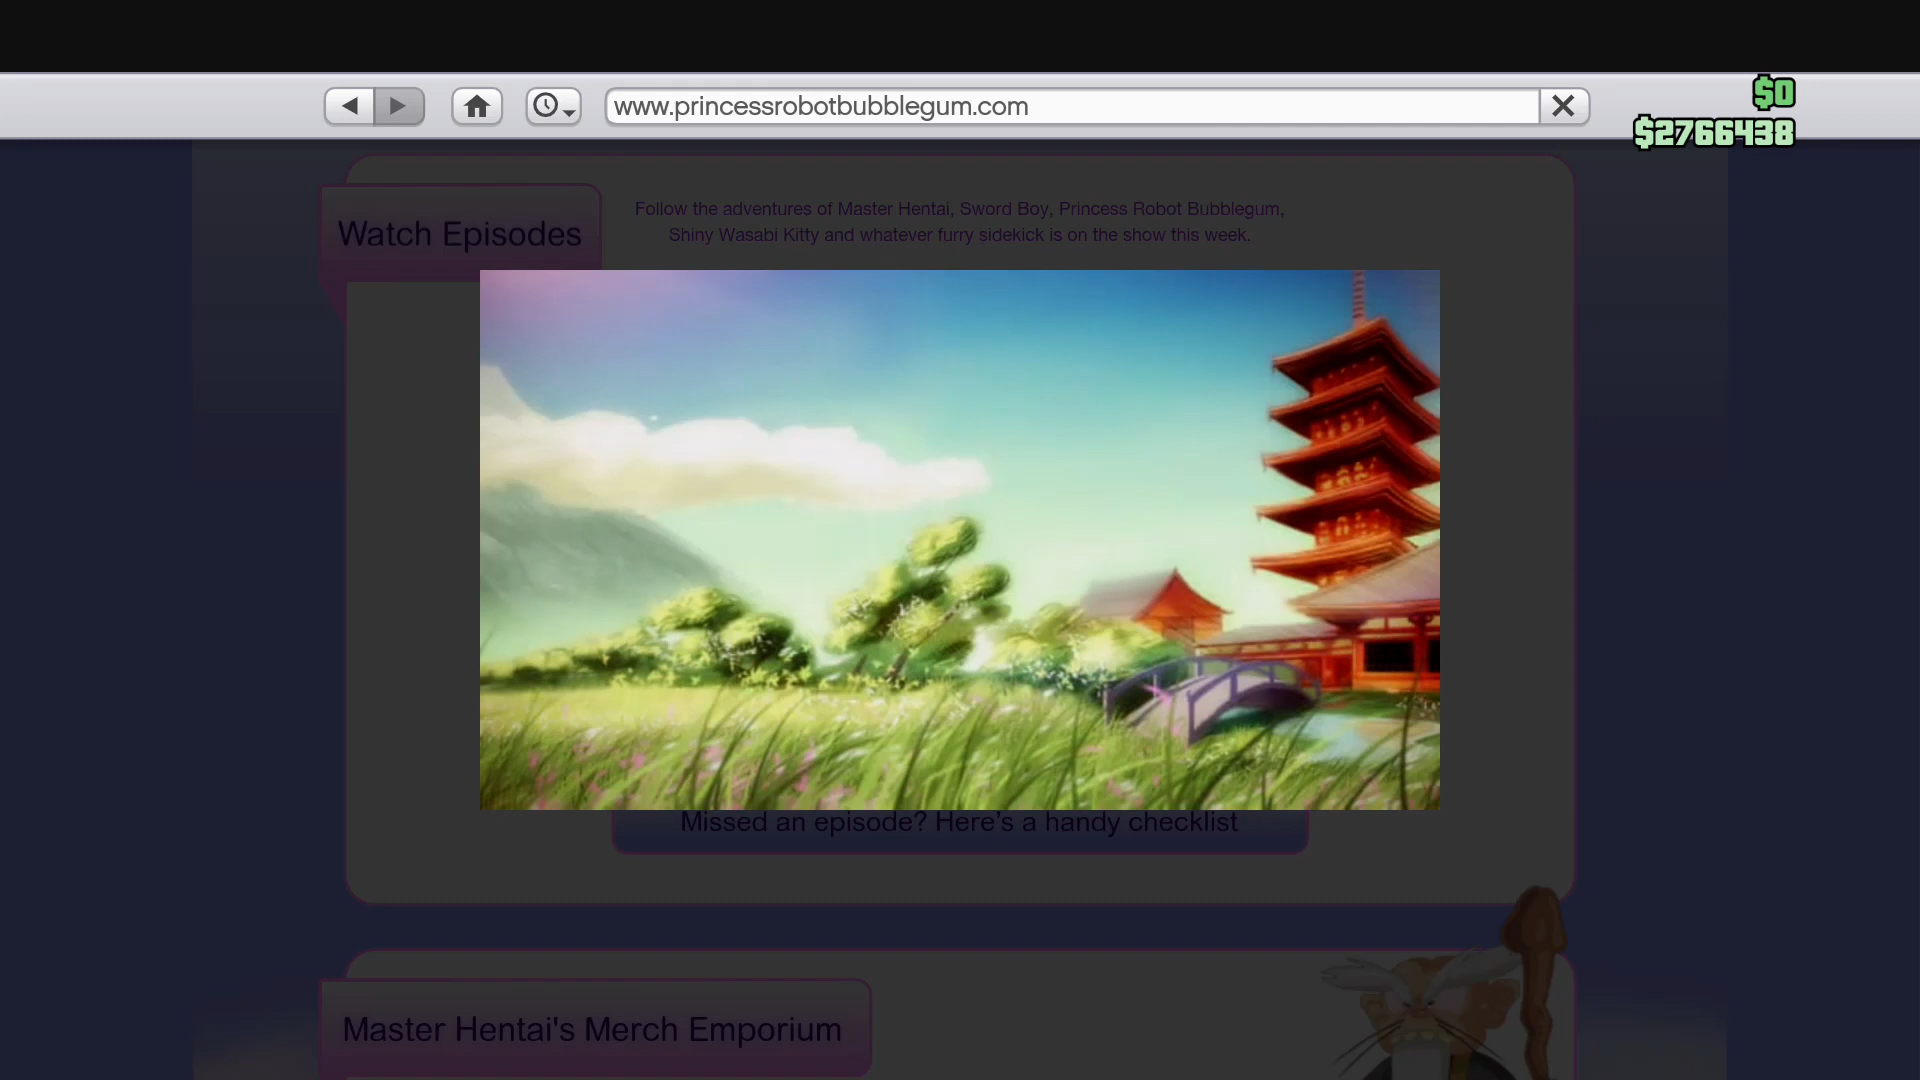 www.princessrobotbubblegum.com
$0
$2766438
Watch Episodes
Follow the adventures of Master Hentai, Sword Boy, Princess Robot Bubblegum,
Shiny Wasabi Kitty and whatever furry sidekick is on the show this week.
Missed an episode? Here's a handy checklist
Master Hentai's Merch Emporium